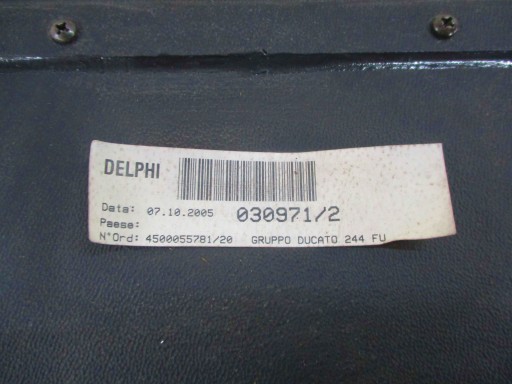 DELPHI
Data: 07.10.2005 030971/2
Paese:
N°Ord: 4500055781/20 GRUPPO DUCATO 244 FU